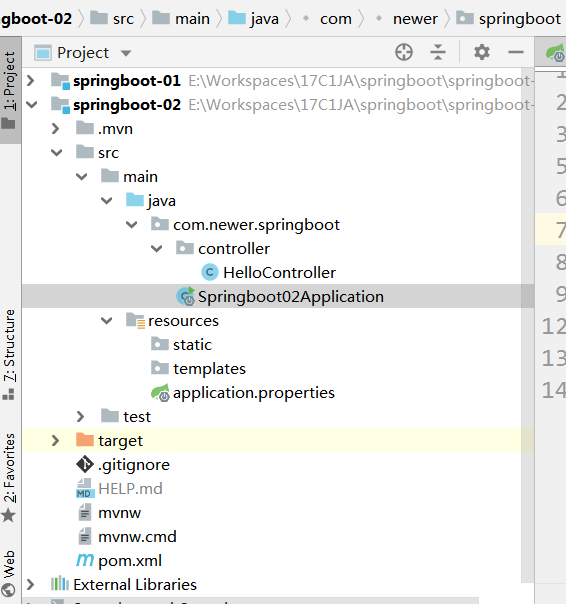 gboot-02 src main java com newer springboot
1: Project
Project
springboot-01 E:\Workspaces\17C1JA\springboot\springboot-
springboot-02 E:\Workspaces\17C1JA\springboot\springboot-
.mvn
src
main
java
com.newer.springboot
controller
HelloController
Springboot02Application
resources
static
templates
application.properties
test
target
.gitignore
HELP.md
mvnw
mvnw.cmd
pom.xml
External Libraries
7: Structure
2: Favorites
Web
2
3
5
6
7
8
9
12
13
14